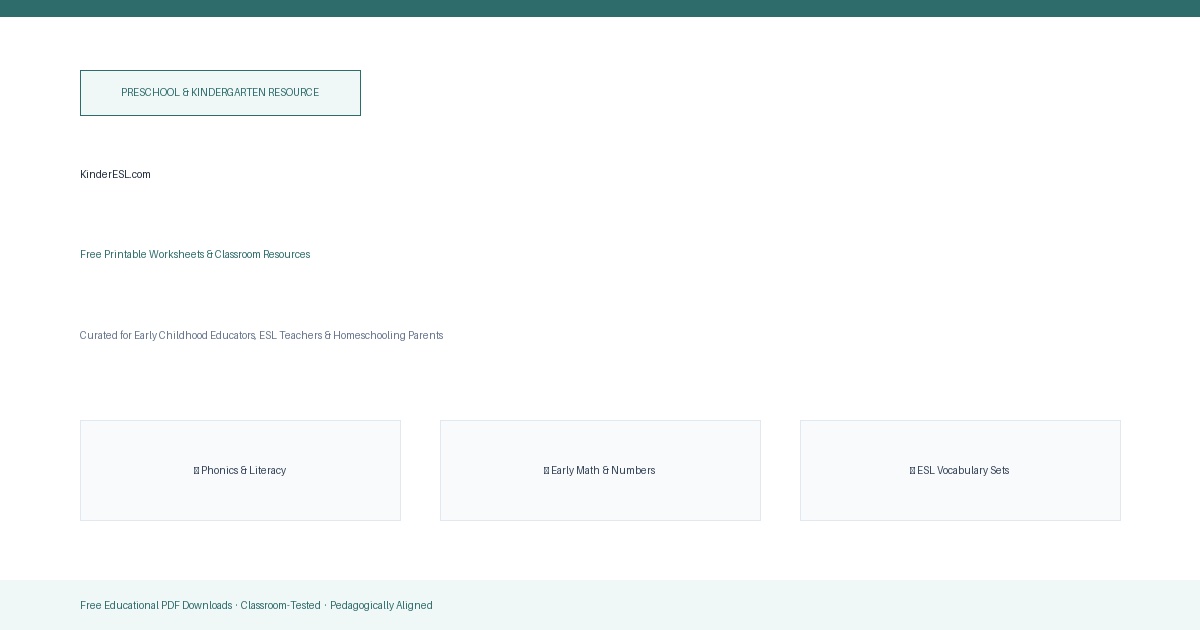 PRESCHOOL & KINDERGARTEN RESOURCE
KinderESL.com
Free Printable Worksheets & Classroom Resources
Curated for Early Childhood Educators, ESL Teachers & Homeschooling Parents
Phonics & Literacy
Early Math & Numbers
ESL Vocabulary Sets
Free Educational PDF Downloads · Classroom-Tested · Pedagogically Aligned